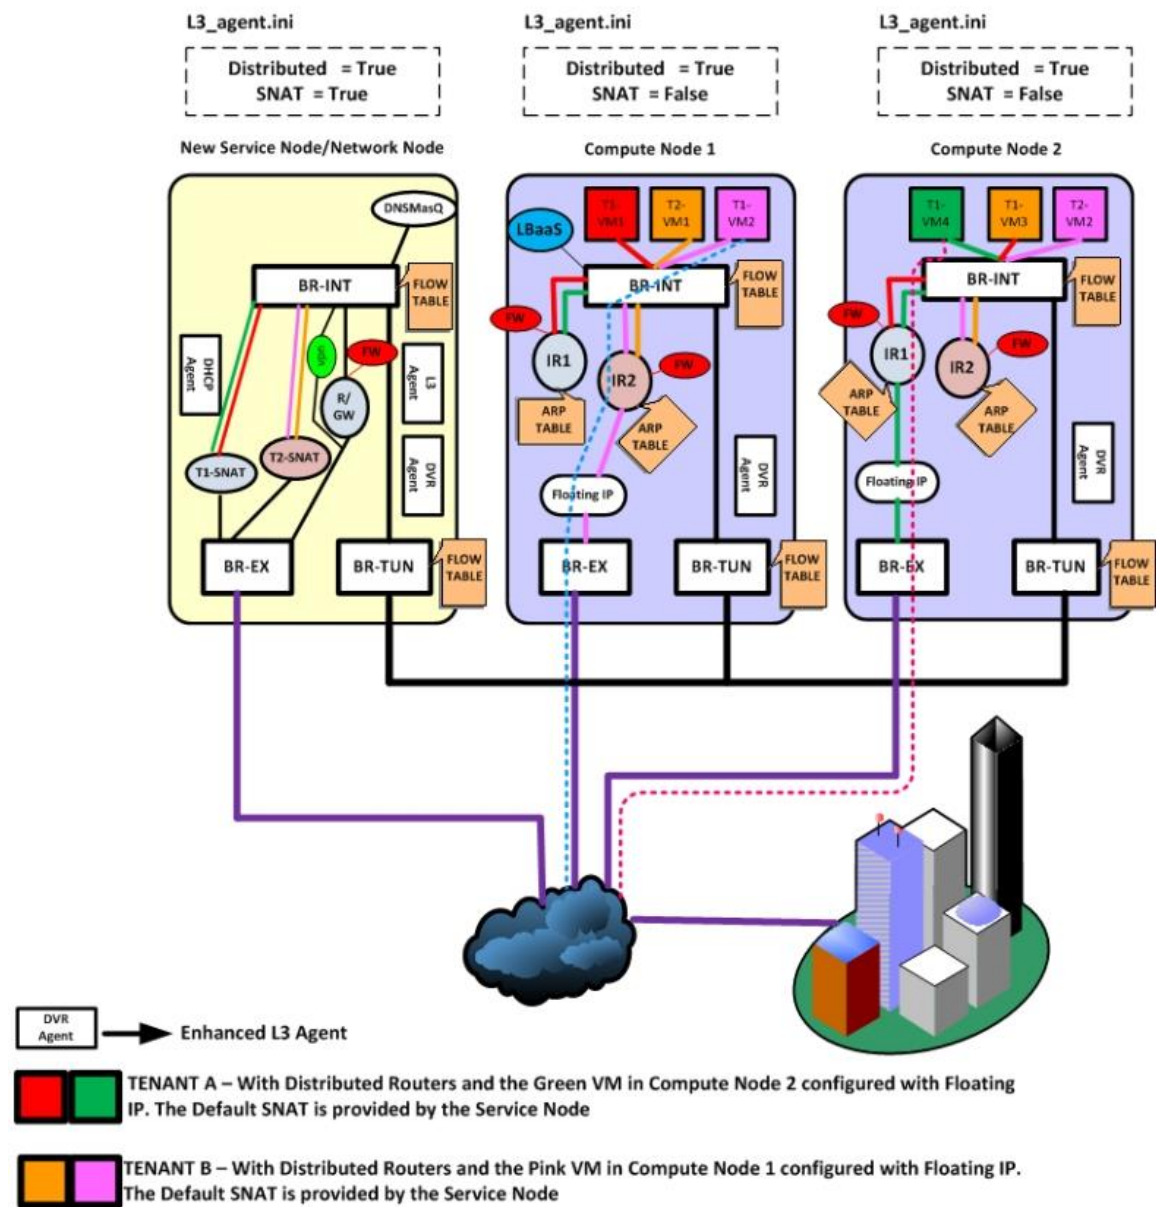 L3_agent.ini
Distributed = True
SNAT = True
L3_agent.ini
Distributed = True
SNAT = False
L3_agent.ini
Distributed = True
SNAT = False
New Service Node/Network Node
Compute Node 1
Compute Node 2
DNSMasQ
BR-INT
FLOW
TABLE
DHCP
Agent
FW
L3
Agent
R/
GW
T1-SNAT
T2-SNAT
DVR
Agent
BR-EX
BR-TUN
FLOW
TABLE
LBaaS
VM1
T2-
VM1
T1-
VM2
BR-INT
FLOW
TABLE
FW
IR1
IR2
FW
ARP
TABLE
ARP
TABLE
Floating IP
DVR
Agent
BR-EX
BR-TUN
FLOW
TABLE
T1-
VM4
T1-
VM3
T2-
VM2
BR-INT
FLOW
TABLE
FW
IR1
IR2
FW
ARP
TABLE
ARP
TABLE
Floating IP
DVR
Agent
BR-EX
BR-TUN
FLOW
TABLE
DVR
Agent
Enhanced L3 Agent
TENANT A – With Distributed Routers and the Green VM in Compute Node 2 configured with Floating
IP. The Default SNAT is provided by the Service Node
TENANT B – With Distributed Routers and the Pink VM in Compute Node 1 configured with Floating IP.
The Default SNAT is provided by the Service Node